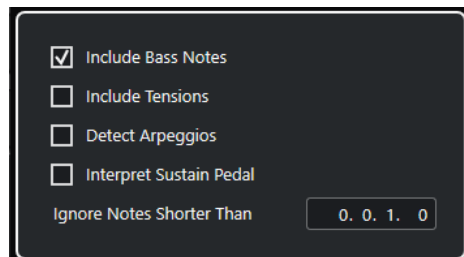 Include Bass Notes
Include Tensions
Detect Arpeggios
Interpret Sustain Pedal
Ignore Notes Shorter Than 0. 0. 1. 0